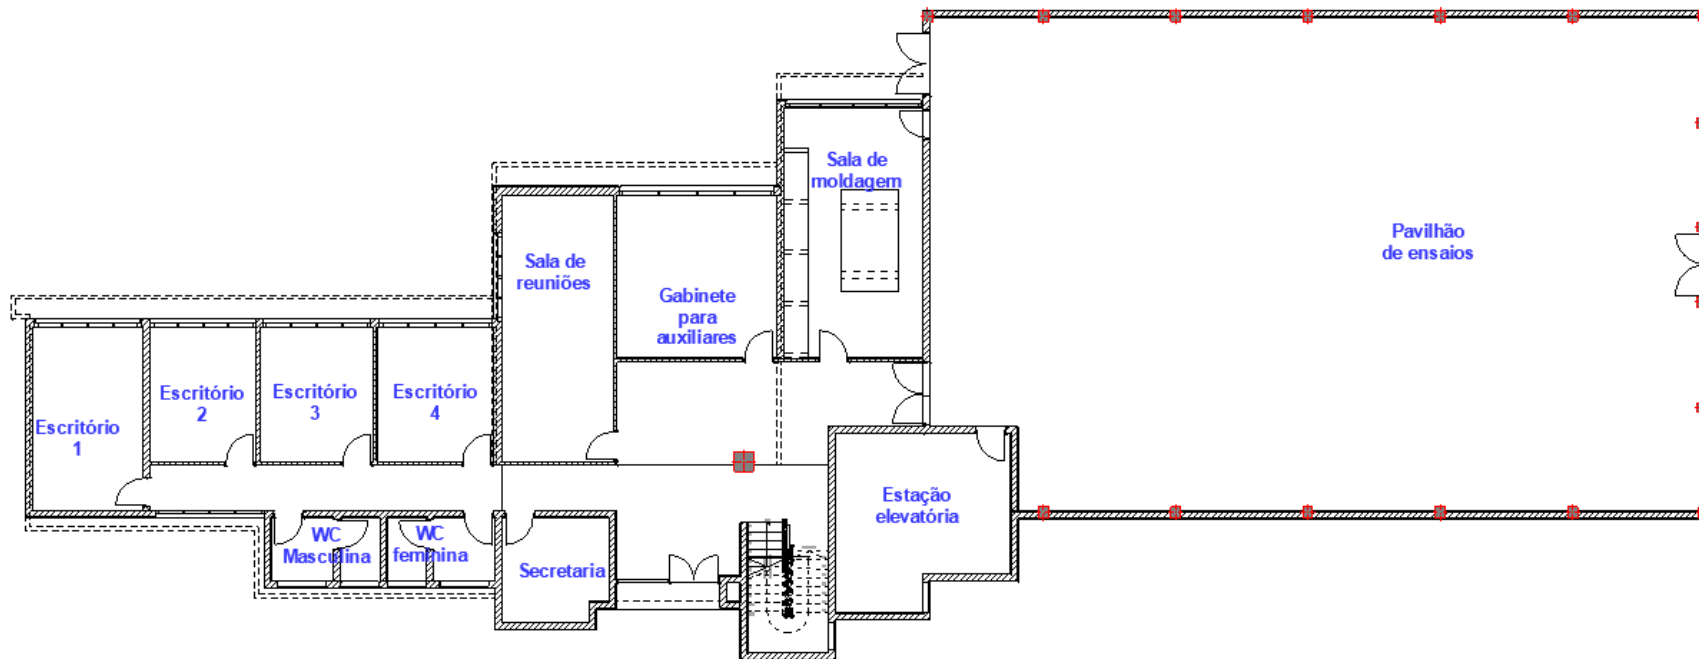 Sala de
moldagem
Pavilhão
de ensaios
Sala de
reuniões
Gabinete
para
auxiliares
Escritório
1
Escritório
2
Escritório
3
Escritório
4
Estação
elevatória
WC
Masculina
WC
feminina
Secretaria